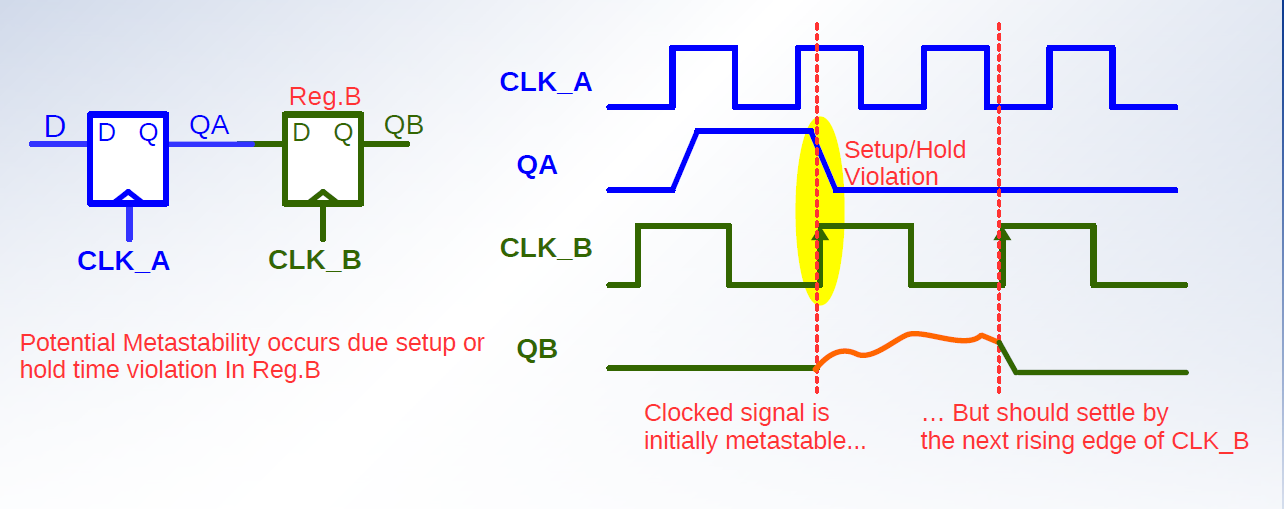 Reg.B
D
D Q
QA
D Q
QB
CLK_A
CLK_B
Potential Metastability occurs due setup or
hold time violation In Reg.B
CLK_A
QA
Setup/Hold
Violation
CLK_B
QB
Clocked signal is
initially metastable...
… But should settle by
the next rising edge of CLK_B